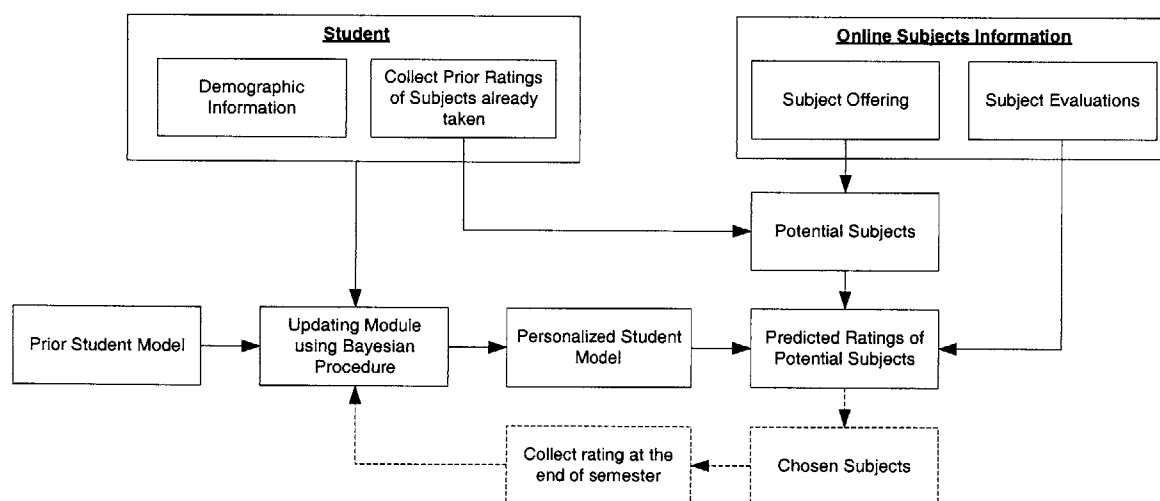 Student
Demographic
Information
Collect Prior Ratings
of Subjects already
taken
Online Subjects Information
Subject Offering
Subject Evaluations
Potential Subjects
Prior Student Model
Updating Module
using Bayesian
Procedure
Personalized Student
Model
Predicted Ratings of
Potential Subjects
Collect rating at the
end of semester
Chosen Subjects